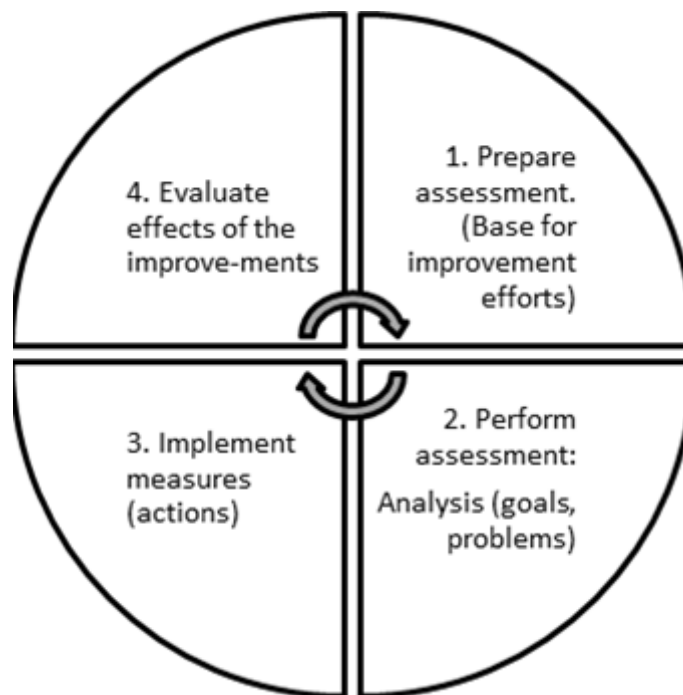 1. Prepare
assessment.
(Base for
improvement
efforts)
2. Perform
assessment:
Analysis (goals,
problems)
3. Implement
measures
(actions)
4. Evaluate
effects of the
improve-ments